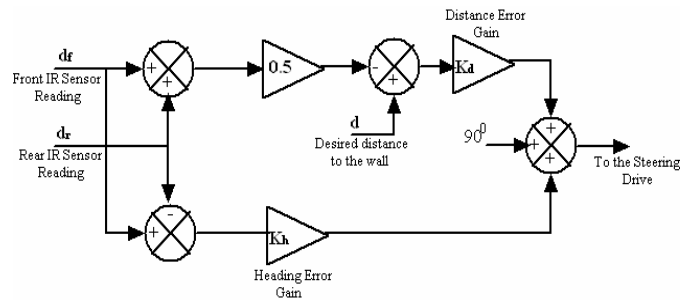 Distance Error
Gain
df
Front IR Sensor
Reading
+
+
0.5
-
+
Kd
d
Desired distance
to the wall
dr
Rear IR Sensor
Reading
90⁰
+
+
+
To the Steering
Drive
-
+
Kh
Heading Error
Gain